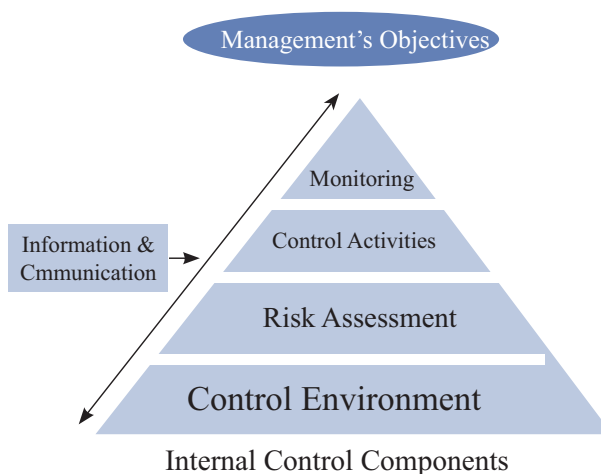 Management’s Objectives
Monitoring
Control Activities
Information &
Cmmunication
Risk Assessment
Control Environment
Internal Control Components